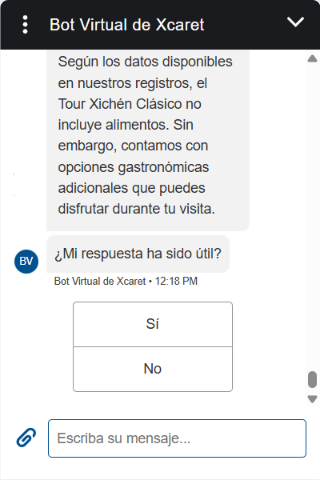 Bot Virtual de Xcaret
Según los datos disponibles
en nuestros registros, el
Tour Xichén Clásico no
incluye alimentos. Sin
embargo, contamos con
opciones gastronómicas
adicionales que puedes
disfrutar durante tu visita.
¿Mi respuesta ha sido útil?
BV
Bot Virtual de Xcaret • 12:18 PM
Sí
No
Escriba su mensaje...